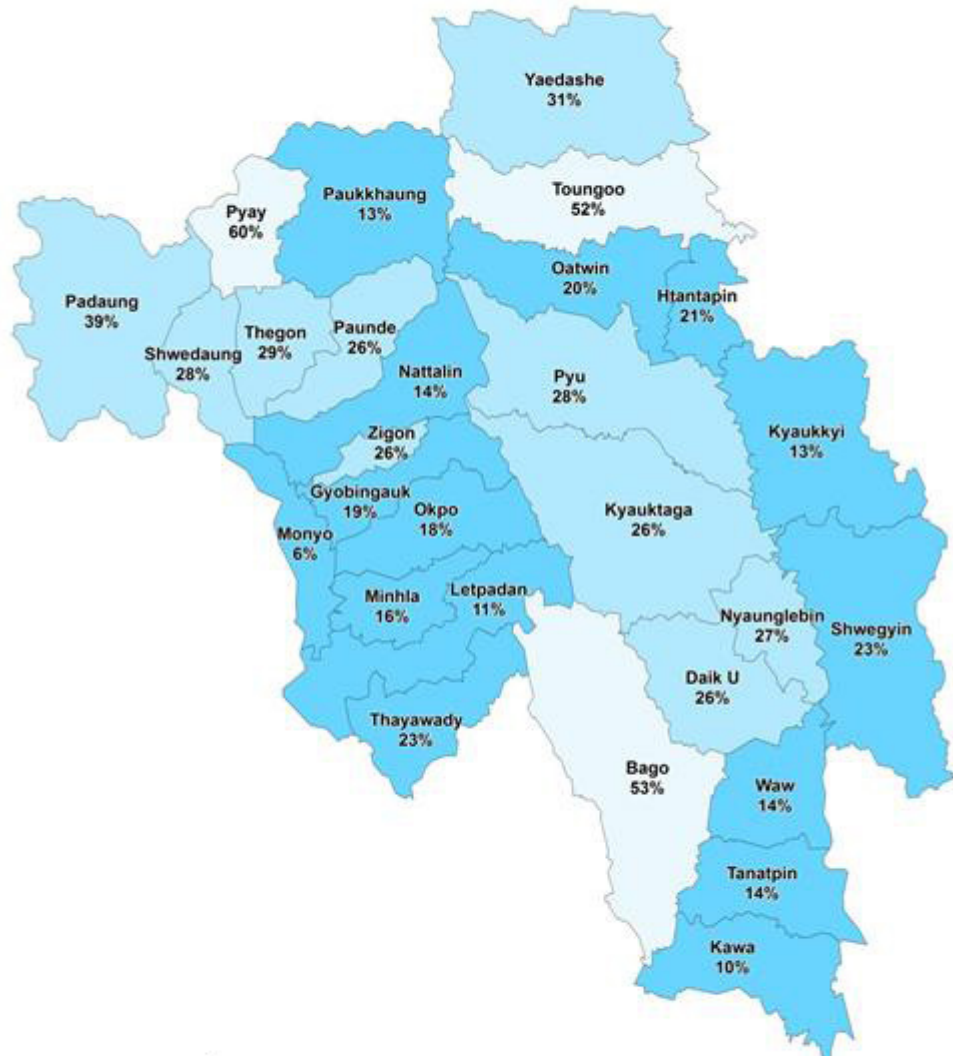 Yaedashe
31%
Toungoo
52%
Paukkhaung
13%
Pyay
60%
Oatwin
20%
Htantapin
21%
Padaung
39%
Thegon
29%
Paunde
26%
Shwedaung
28%
Nattalin
14%
Pyu
28%
Kyaukkyi
13%
Zigon
26%
Gyobingauk
19%
Okpo
18%
Kyauktaga
26%
Monyo
6%
Minhla
16%
Letpadan
11%
Nyaunglebin
27%
Shwegyin
23%
Daik U
26%
Thayawady
23%
Bago
53%
Waw
14%
Tanatpin
14%
Kawa
10%